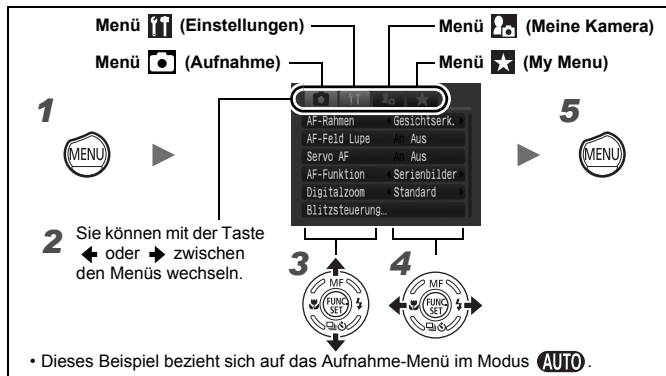 Menü (Einstellungen)
Menü (Meine Kamera)
Menü (Aufnahme)
Menü (My Menu)
1
MENU
AF-Rahmen Gesichtserk.
AF-Feld Lupe An Aus
Servo AF An Aus
AF-Funktion Serienbilder
Digitalzoom Standard
Blitzsteuerung...
5
MENU
2 Sie können mit der Taste
← oder → zwischen
den Menüs wechseln.
3
MF
FUNC.
SET
4
MF
FUNC.
SET
• Dieses Beispiel bezieht sich auf das Aufnahme-Menü im Modus AUTO.